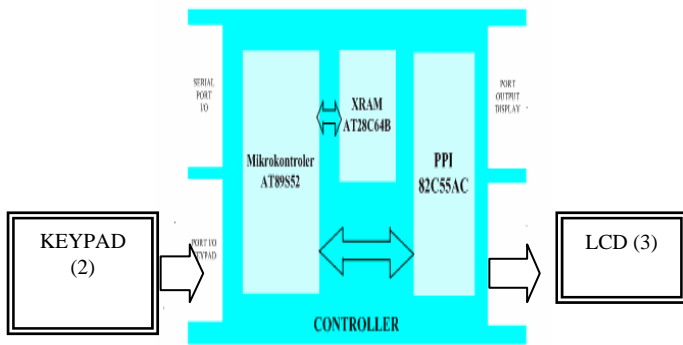 SERIAL
PORT
I/O
XRAM
AT28C64B
PORT
OUTPUT
DISPLAY
Mikrokontroler
AT89S52
PPI
82C55AC
KEYPAD
(2)
PORT I/O
KEYPAD
LCD (3)
CONTROLLER